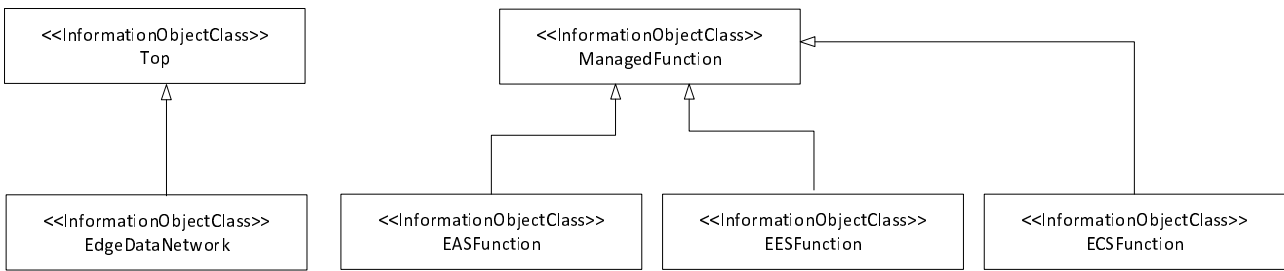 <<InformationObjectClass>>
Top
<<InformationObjectClass>>
ManagedFunction
<<InformationObjectClass>>
EdgeDataNetwork
<<InformationObjectClass>>
EASFunction
<<InformationObjectClass>>
EESFunction
<<InformationObjectClass>>
ECSFunction